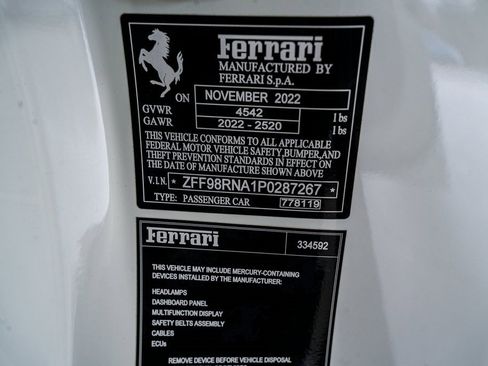 Ferrari
MANUFACTURED BY
FERRARI S.p.A.
ON NOVEMBER 2022
GVWR 4542 lbs
GAWR 2022 - 2520 lbs
THIS VEHICLE CONFORMS TO ALL APPLICABLE
FEDERAL MOTOR VEHICLE SAFETY, BUMPER, AND
THEFT PREVENTION STANDARDS IN EFFECT ON
THE DATE OF MANUFACTURE SHOWN ABOVE
V.I.N. * ZFF98RNA1P0287267 *
TYPE: PASSENGER CAR 778119
Ferrari 334592
THIS VEHICLE MAY INCLUDE MERCURY-CONTAINING
DEVICES INSTALLED BY THE MANUFACTURER:
HEADLAMPS
DASHBOARD PANEL
MULTIFUNCTION DISPLAY
SAFETY BELTS ASSEMBLY
CABLES
ECUs
REMOVE DEVICE BEFORE VEHICLE DISPOSAL